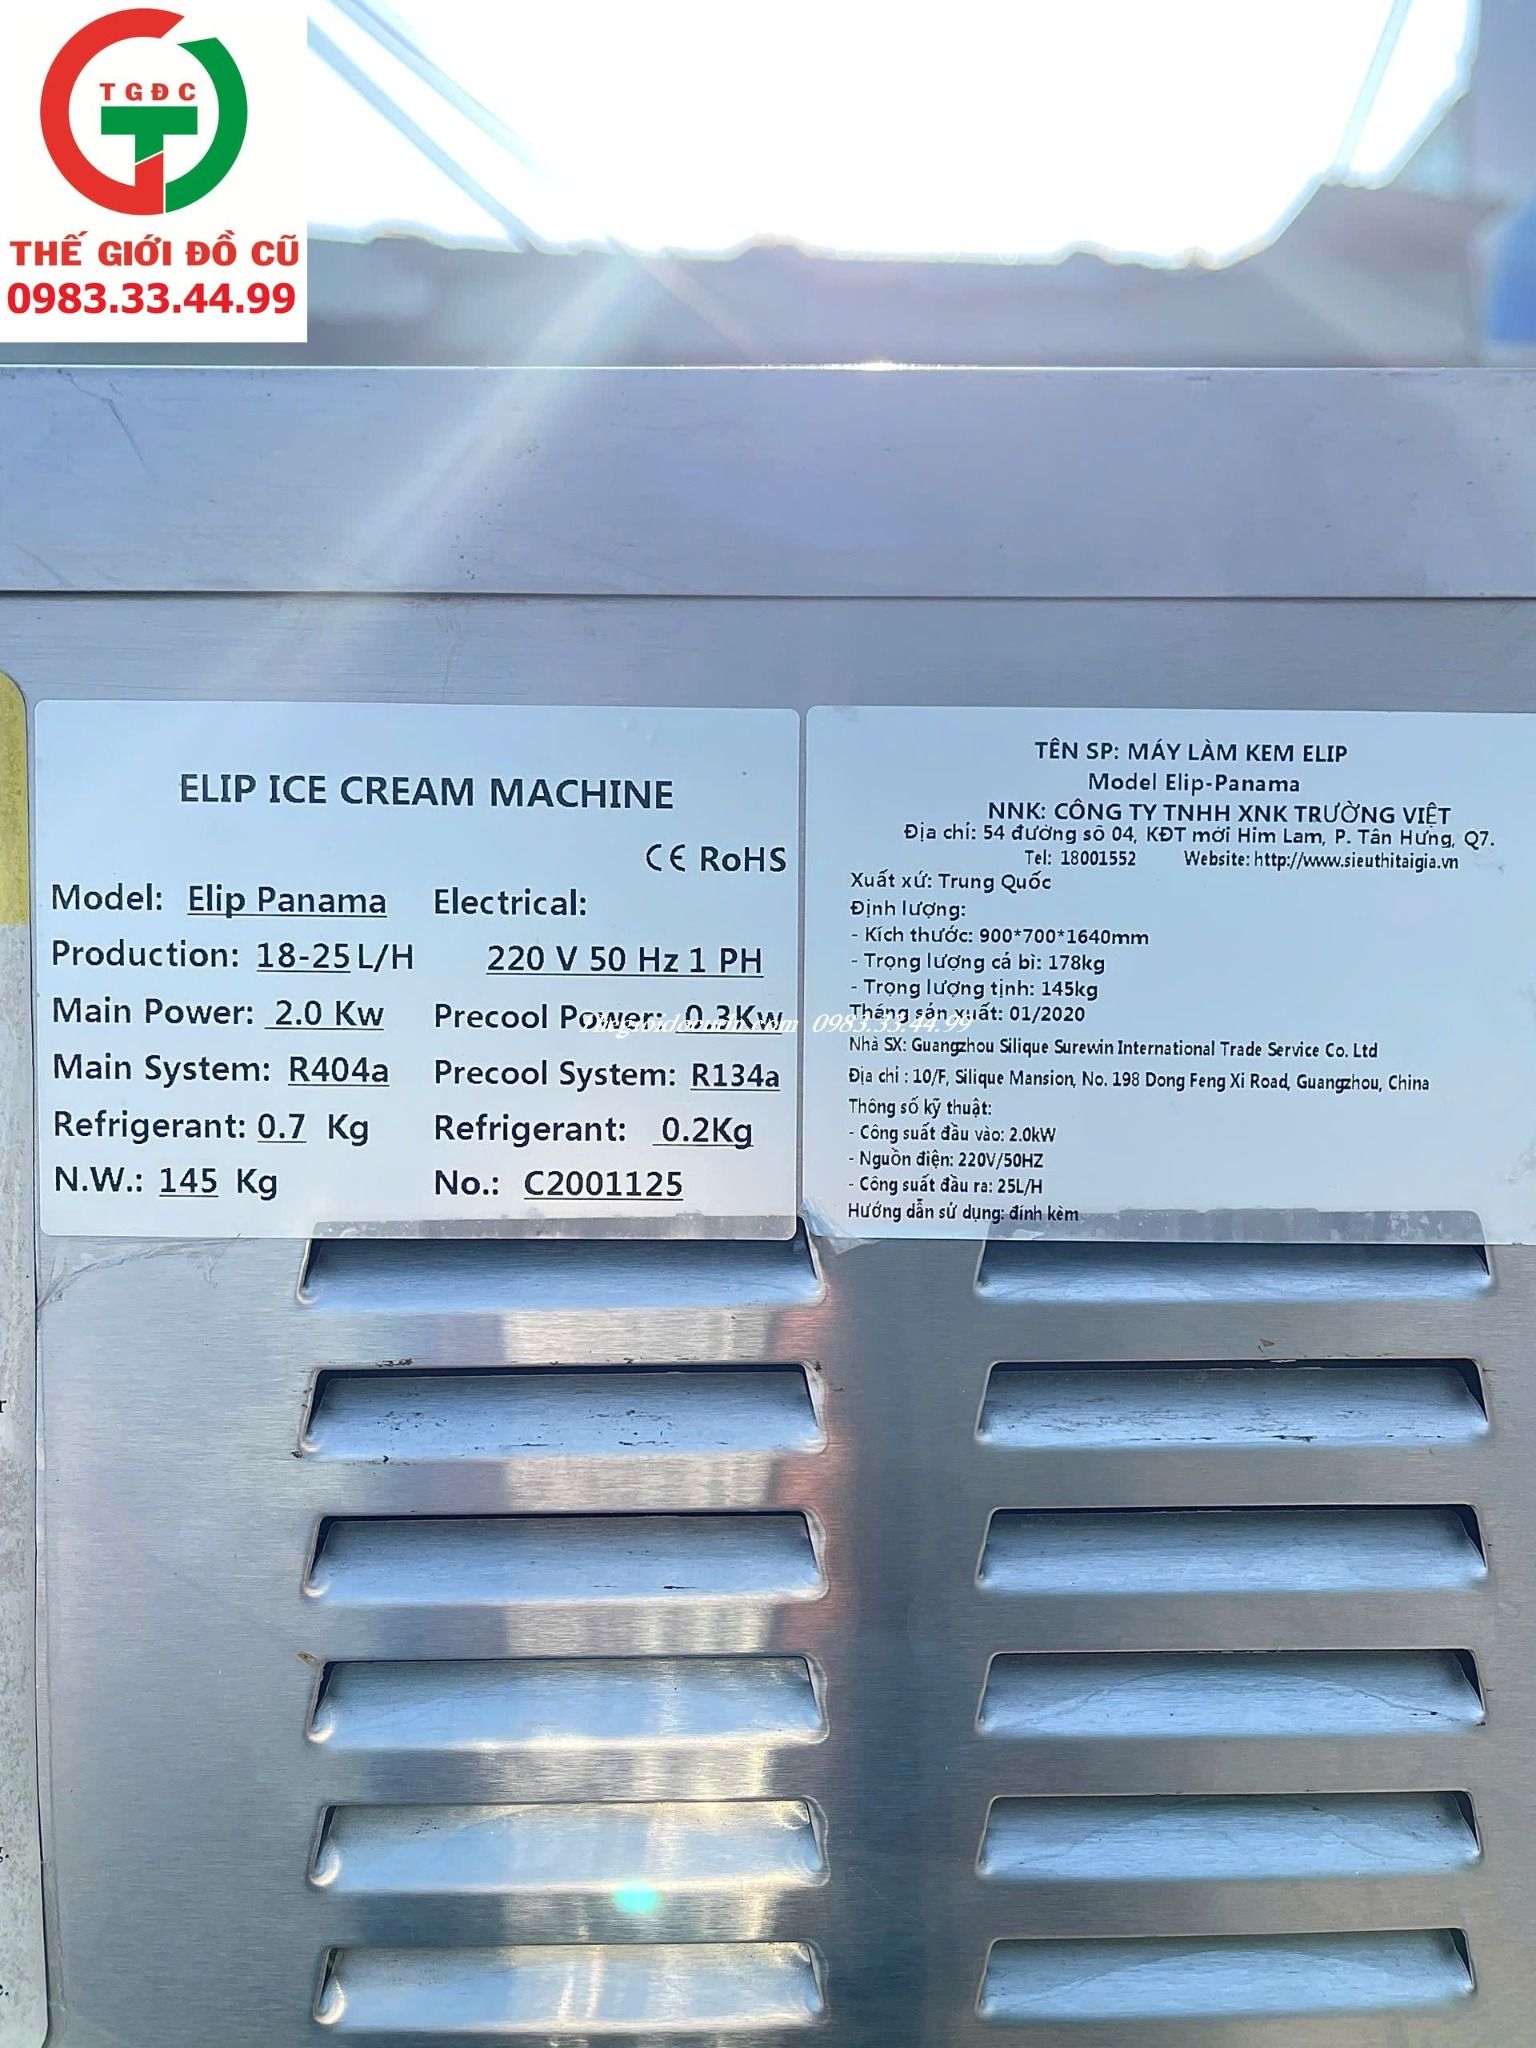 TGĐC
THẾ GIỚI ĐỒ CŨ
0983.33.44.99
ELIP ICE CREAM MACHINE
CE RoHS
Model: Elip Panama Electrical:
Production: 18-25 L/H 220 V 50 Hz 1 PH
Main Power: 2.0 Kw Precool Power: 0.3Kw
Main System: R404a Precool System: R134a
Refrigerant: 0.7 Kg Refrigerant: 0.2Kg
N.W.: 145 Kg No.: C2001125
TÊN SP: MÁY LÀM KEM ELIP
Model Elip-Panama
NNK: CÔNG TY TNHH XNK TRƯỜNG VIỆT
Địa chỉ: 54 đường số 04, KĐT mới Him Lam, P. Tân Hưng, Q7.
Tel: 18001552 Website: http://www.sieuthitaigia.vn
Xuất xứ: Trung Quốc
Định lượng:
- Kích thước: 900*700*1640mm
- Trọng lượng cả bì: 178kg
- Trọng lượng tịnh: 145kg
Tháng sản xuất: 01/2020
Nhà SX: Guangzhou Silique Surewin International Trade Service Co. Ltd
Địa chỉ : 10/F, Silique Mansion, No. 198 Dong Feng Xi Road, Guangzhou, China
Thông số kỹ thuật:
- Công suất đầu vào: 2.0kW
- Nguồn điện: 220V/50HZ
- Công suất đầu ra: 25L/H
Hướng dẫn sử dụng: đính kèm
0983.33.44.99